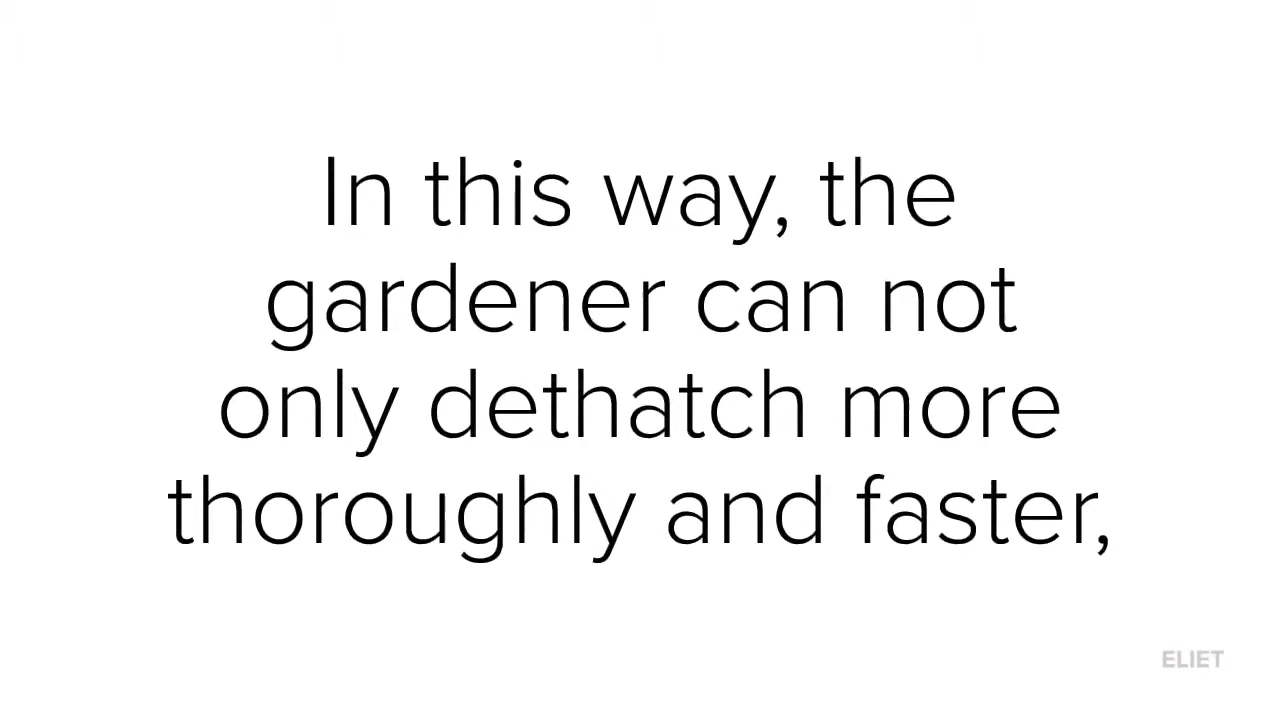 In this way, the
gardener can not
only dethatch more
thoroughly and faster,
ELIET